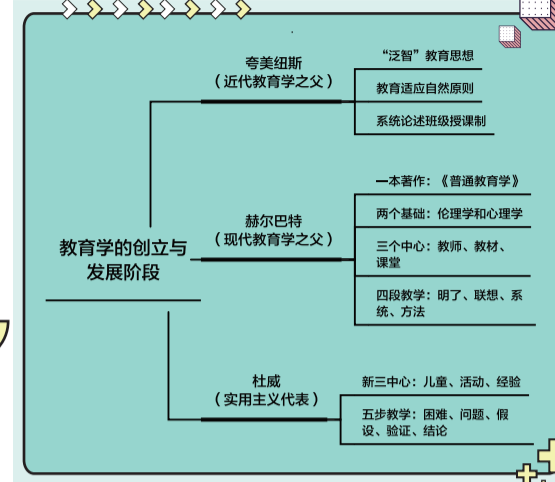 教育学的创立与
发展阶段
夸美纽斯
（近代教育学之父）
“泛智”教育思想
教育适应自然原则
系统论述班级授课制
赫尔巴特
（现代教育学之父）
一本著作：《普通教育学》
两个基础：伦理学和心理学
三个中心：教师、教材、
课堂
四段教学：明了、联想、系
统、方法
杜威
（实用主义代表）
新三中心：儿童、活动、经验
五步教学：困难、问题、假
设、验证、结论